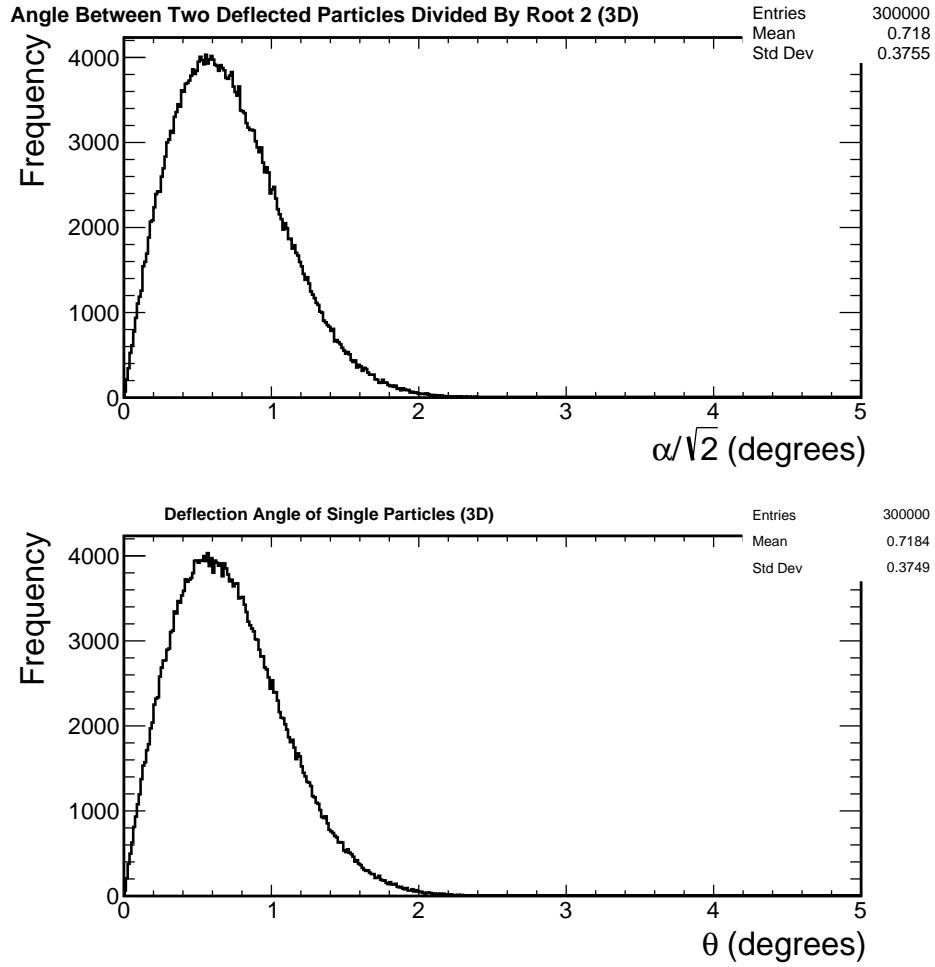 Angle Between Two Deflected Particles Divided By Root 2 (3D)
Entries 300000
Mean 0.718
Std Dev 0.3755
Frequency
4000
3000
2000
1000
0
0 1 2 3 4 5
α/√2 (degrees)
Deflection Angle of Single Particles (3D)
Entries 300000
Mean 0.7184
Std Dev 0.3749
Frequency
4000
3000
2000
1000
0
0 1 2 3 4 5
θ (degrees)